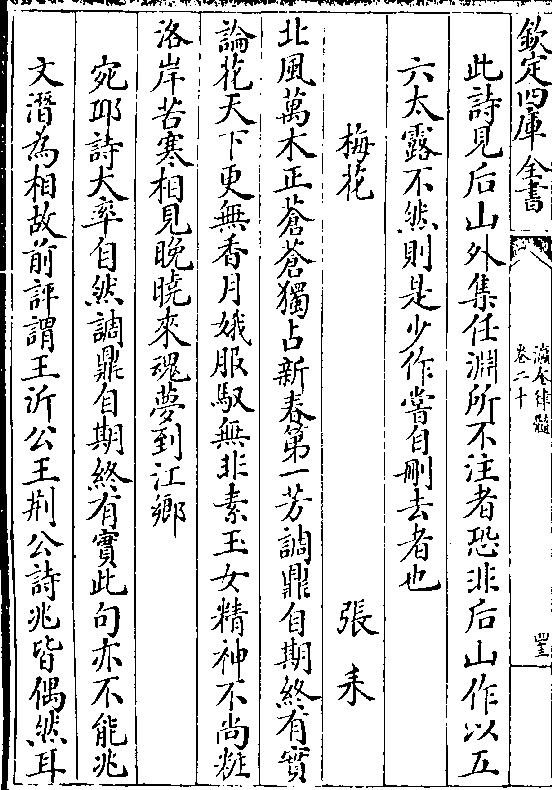 欽定四庫全書
瀛奎律髓
卷二十
罡
此詩見后山外集任淵所不注者恐非后山作以五
六太露不然則是少作嘗自刪去者也
梅花
張耒
北風萬木正蒼蒼獨占新春第一芳調鼎自期終有實
論花天下更無香月娥服馭無非素玉女精神不尚粧
洛岸苦寒相見晚曉來魂夢到江鄉
宛邱詩大率自然調鼎自期終有實此句亦不能兆
文潛為相故前評謂王沂公王荆公詩兆皆偶然耳